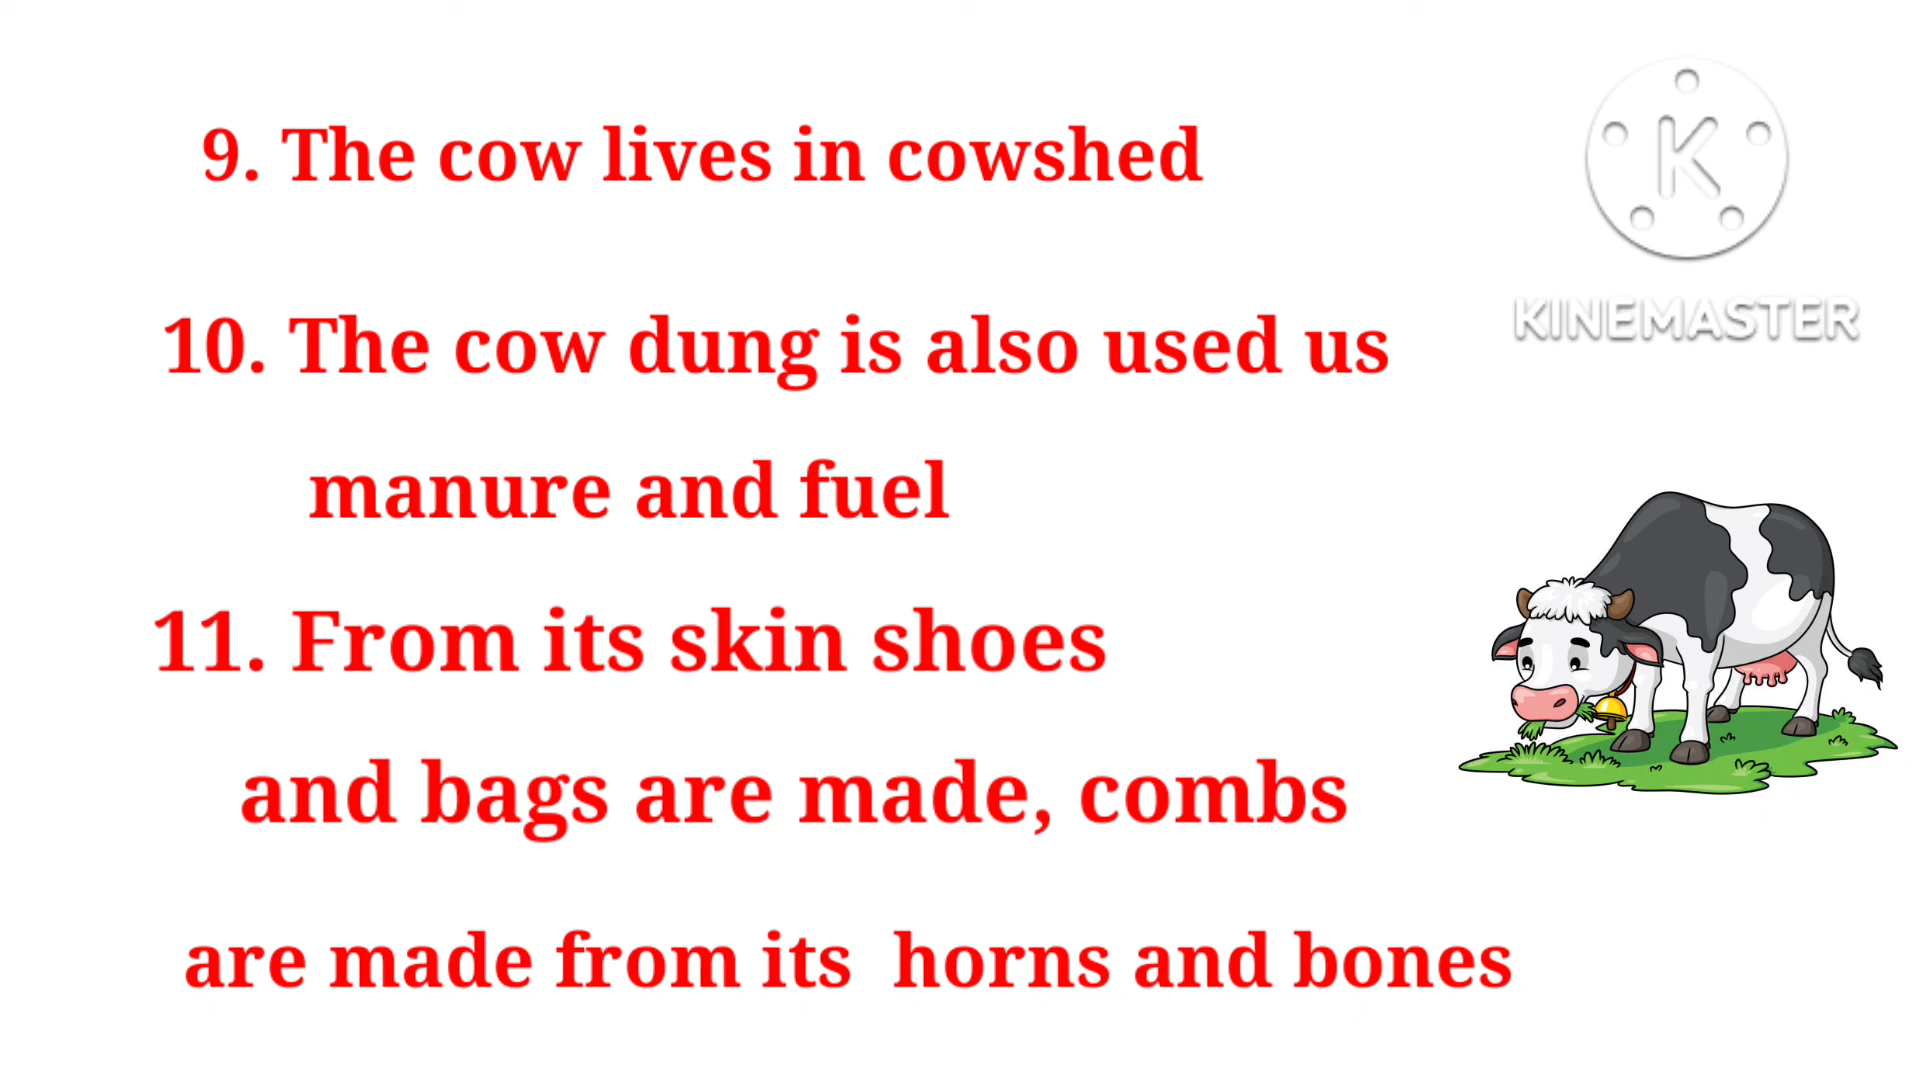 9. The cow lives in cowshed
10. The cow dung is also used us
manure and fuel
11. From its skin shoes
and bags are made, combs
are made from its horns and bones
K
KINEMASTER